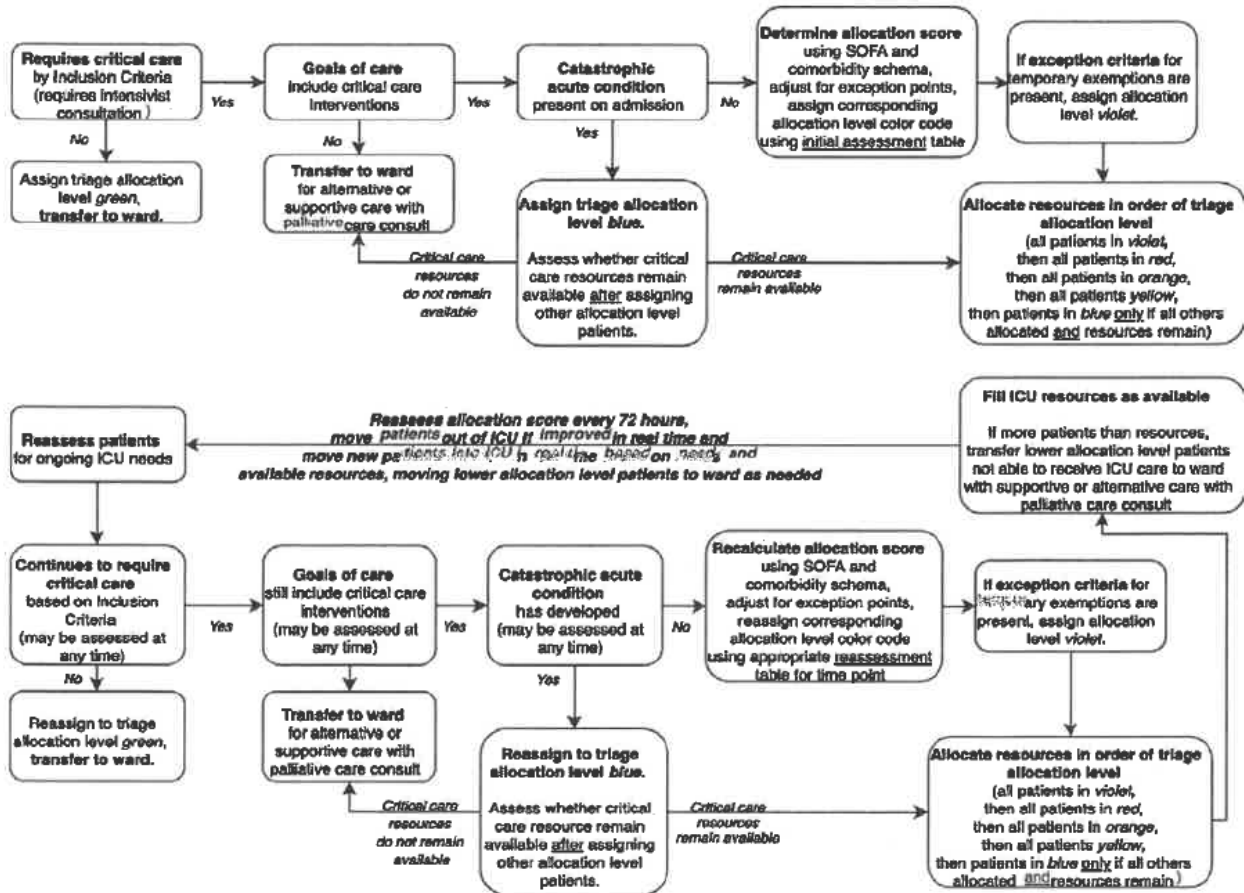 Requires critical care
by Inclusion Criteria
(requires intensivist
consultation )
Yes
No
Assign triage allocation
level green,
transfer to ward.
Goals of care
include critical care
interventions
Yes
No
Transfer to ward
for alternative or
supportive care with
palliative care consult
Catastrophic
acute condition
present on admission
No
Yes
Assign triage allocation
level blue.
Assess whether critical
care resources remain
available after assigning
other allocation level
patients.
Critical care
resources
do not remain
available
Critical care
resources
remain available
Determine allocation score
using SOFA and
comorbidity schema,
adjust for exception points,
assign corresponding
allocation level color code
using initial assessment table
If exception criteria for
temporary exemptions are
present, assign allocation
level violet.
Allocate resources in order of triage
allocation level
(all patients in violet,
then all patients in red,
then all patients in orange,
then all patients yellow,
then patients in blue only if all others
allocated and resources remain)
Fill ICU resources as available
If more patients than resources,
transfer lower allocation level patients
not able to receive ICU care to ward
with supportive or alternative care with
palliative care consult
Reassess allocation score every 72 hours,
move patients out of ICU if improved in real time and
move new patients into ICU in real time based on needs and
available resources, moving lower allocation level patients to ward as needed
Reassess patients
for ongoing ICU needs
Continues to require
critical care
based on Inclusion
Criteria
(may be assessed at
any time)
Yes
No
Reassign to triage
allocation level green,
transfer to ward.
Goals of care
still include critical care
interventions
(may be assessed at
any time)
Yes
Transfer to ward
for alternative or
supportive care with
palliative care consult
Catastrophic acute
condition
has developed
(may be assessed at
any time)
No
Yes
Reassign to triage
allocation level blue.
Assess whether critical
care resource remain
available after assigning
other allocation level
patients.
Critical care
resources
do not remain
available
Critical care
resources
remain available
Recalculate allocation score
using SOFA and
comorbidity schema,
adjust for exception points,
reassign corresponding
allocation level color code
using appropriate reassessment
table for time point
If exception criteria for
temporary exemptions are
present, assign allocation
level violet.
Allocate resources in order of triage
allocation level
(all patients in violet,
then all patients in red,
then all patients in orange,
then all patients yellow,
then patients in blue only if all others
allocated and resources remain )